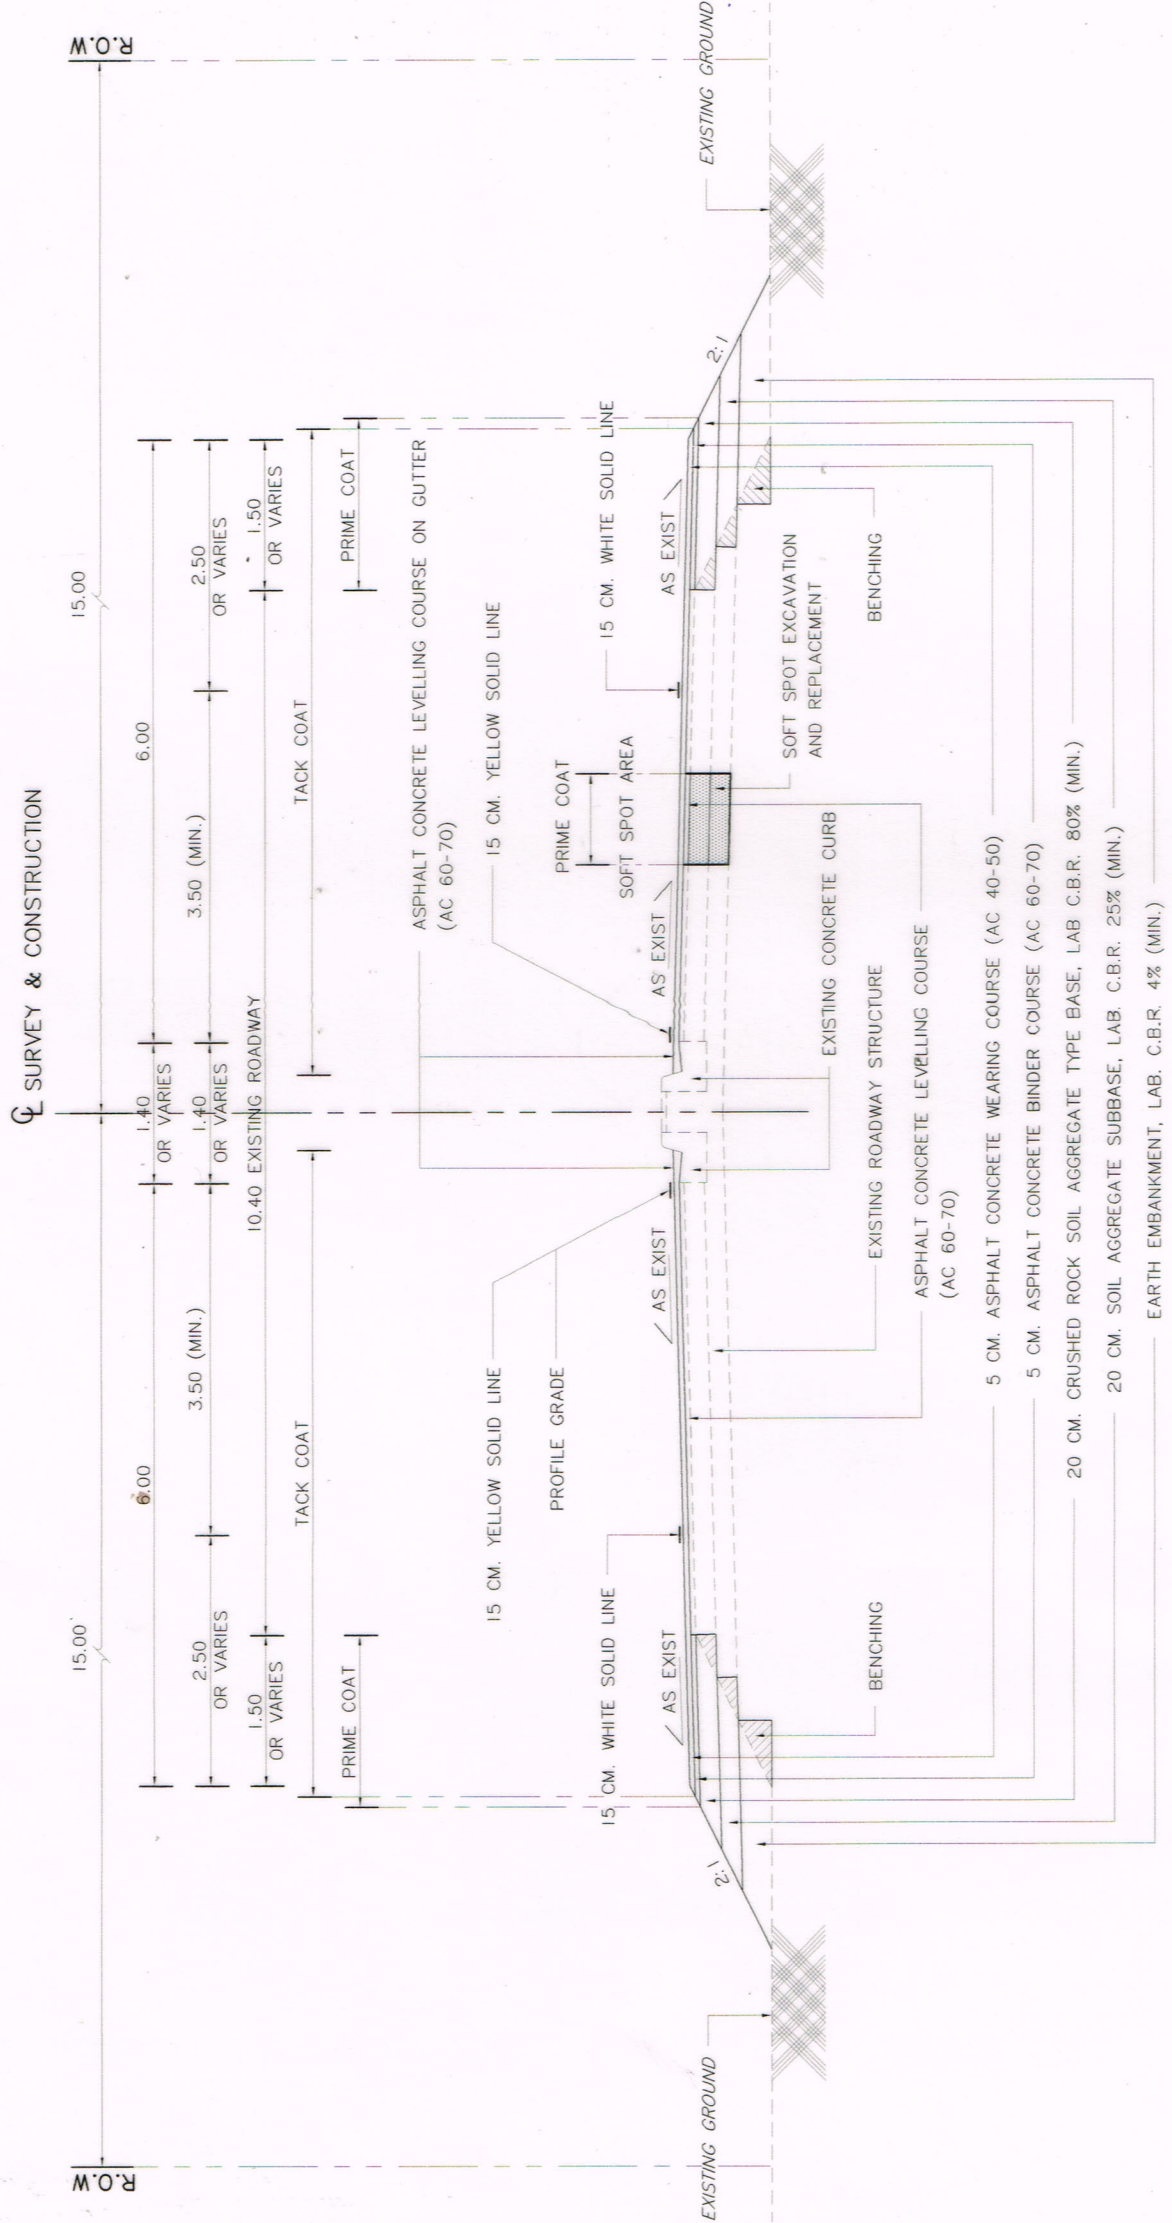 ℄ SURVEY & CONSTRUCTION
R.O.W
R.O.W
15.00
15.00
6.00
1.40
OR VARIES
6.00
2.50
OR VARIES
3.50 (MIN.)
1.40
OR VARIES
3.50 (MIN.)
2.50
OR VARIES
1.50
OR VARIES
10.40 EXISTING ROADWAY
1.50
OR VARIES
TACK COAT
TACK COAT
PRIME COAT
PRIME COAT
ASPHALT CONCRETE LEVELLING COURSE ON GUTTER
(AC 60-70)
15 CM. YELLOW SOLID LINE
15 CM. YELLOW SOLID LINE
PROFILE GRADE
PRIME COAT
15 CM. WHITE SOLID LINE
15 CM. WHITE SOLID LINE
SOFT SPOT AREA
AS EXIST
AS EXIST
AS EXIST
AS EXIST
EXISTING GROUND
EXISTING GROUND
2:1
2:1
SOFT SPOT EXCAVATION
AND REPLACEMENT
EXISTING CONCRETE CURB
BENCHING
EXISTING ROADWAY STRUCTURE
BENCHING
ASPHALT CONCRETE LEVELLING COURSE
(AC 60-70)
5 CM. ASPHALT CONCRETE WEARING COURSE (AC 40-50)
5 CM. ASPHALT CONCRETE BINDER COURSE (AC 60-70)
20 CM. CRUSHED ROCK SOIL AGGREGATE TYPE BASE, LAB C.B.R. 80% (MIN.)
20 CM. SOIL AGGREGATE SUBBASE, LAB. C.B.R. 25% (MIN.)
EARTH EMBANKMENT, LAB. C.B.R. 4% (MIN.)